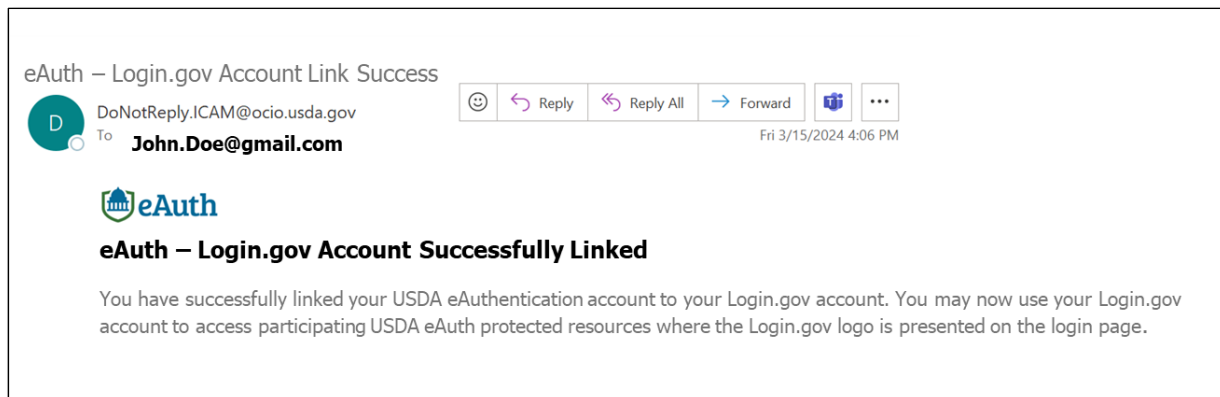 eAuth – Login.gov Account Link Success
D
DoNotReply.ICAM@ocio.usda.gov
To John.Doe@gmail.com
Reply
Reply All
Forward
Fri 3/15/2024 4:06 PM
eAuth
eAuth – Login.gov Account Successfully Linked
You have successfully linked your USDA eAuthentication account to your Login.gov account. You may now use your Login.gov
account to access participating USDA eAuth protected resources where the Login.gov logo is presented on the login page.